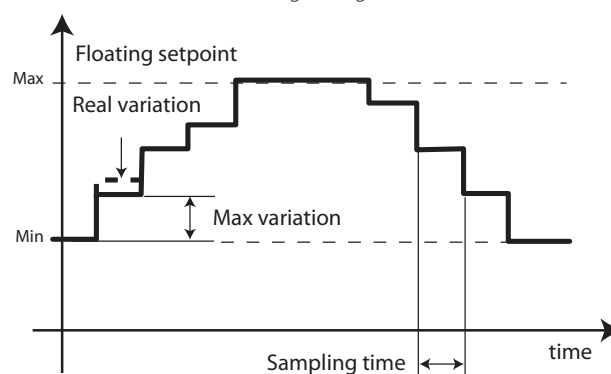 Floating setpoint
Max
Real variation
Max variation
Min
time
Sampling time